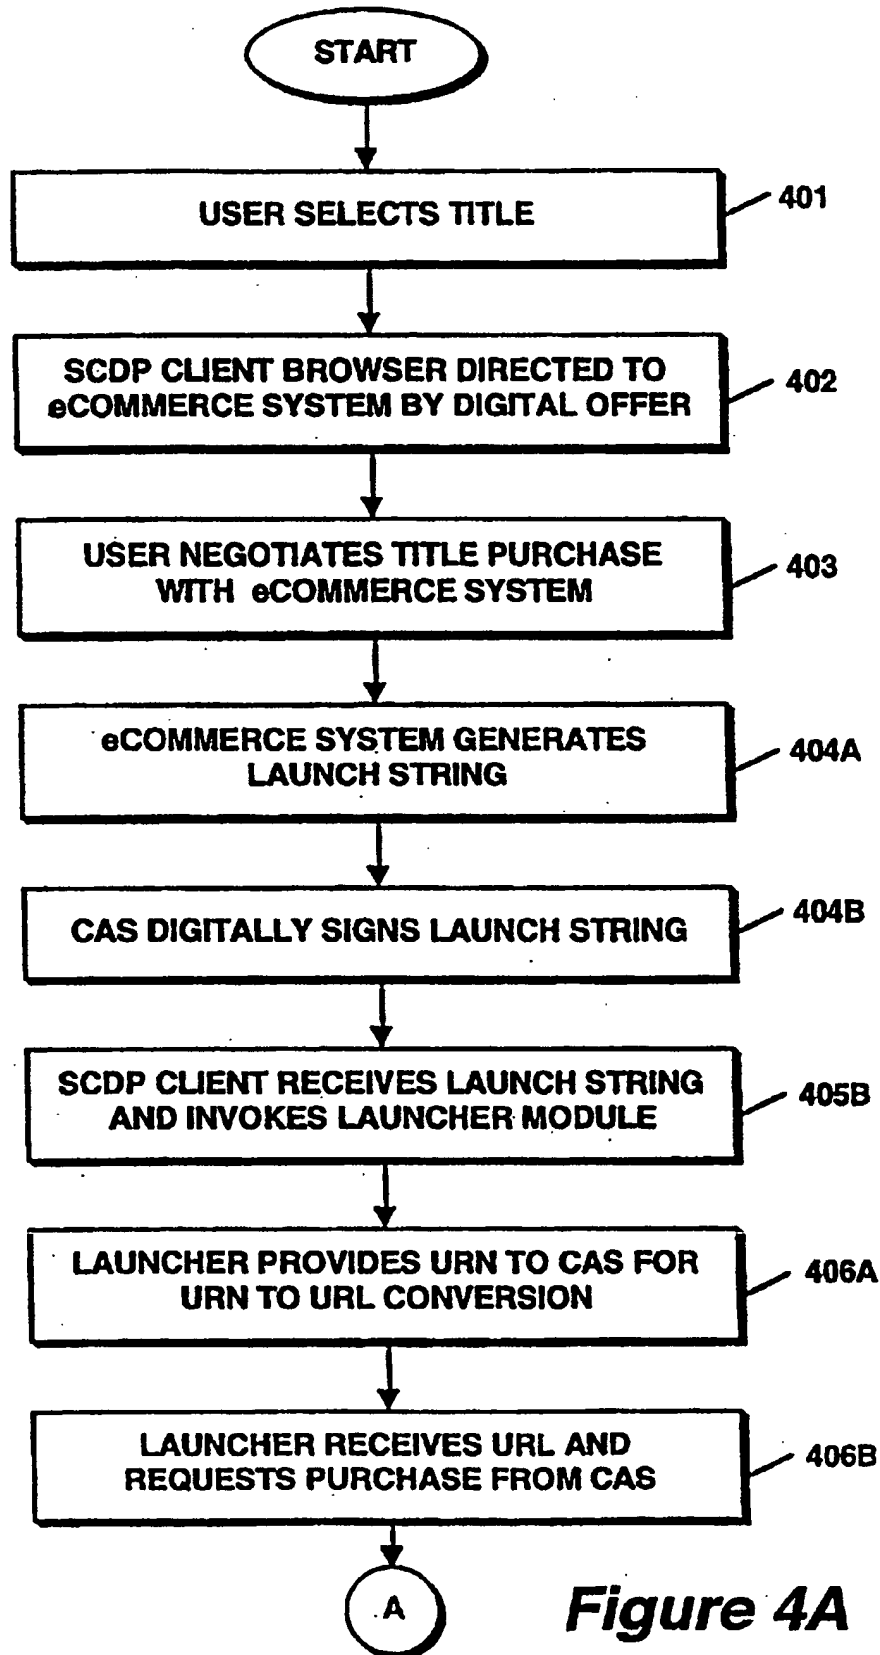 START
USER SELECTS TITLE
401
SCDP CLIENT BROWSER DIRECTED TO
eCOMMERCE SYSTEM BY DIGITAL OFFER
402
USER NEGOTIATES TITLE PURCHASE
WITH eCOMMERCE SYSTEM
403
eCOMMERCE SYSTEM GENERATES
LAUNCH STRING
404A
CAS DIGITALLY SIGNS LAUNCH STRING
404B
SCDP CLIENT RECEIVES LAUNCH STRING
AND INVOKES LAUNCHER MODULE
405B
LAUNCHER PROVIDES URN TO CAS FOR
URN TO URL CONVERSION
406A
LAUNCHER RECEIVES URL AND
REQUESTS PURCHASE FROM CAS
406B
A
Figure 4A